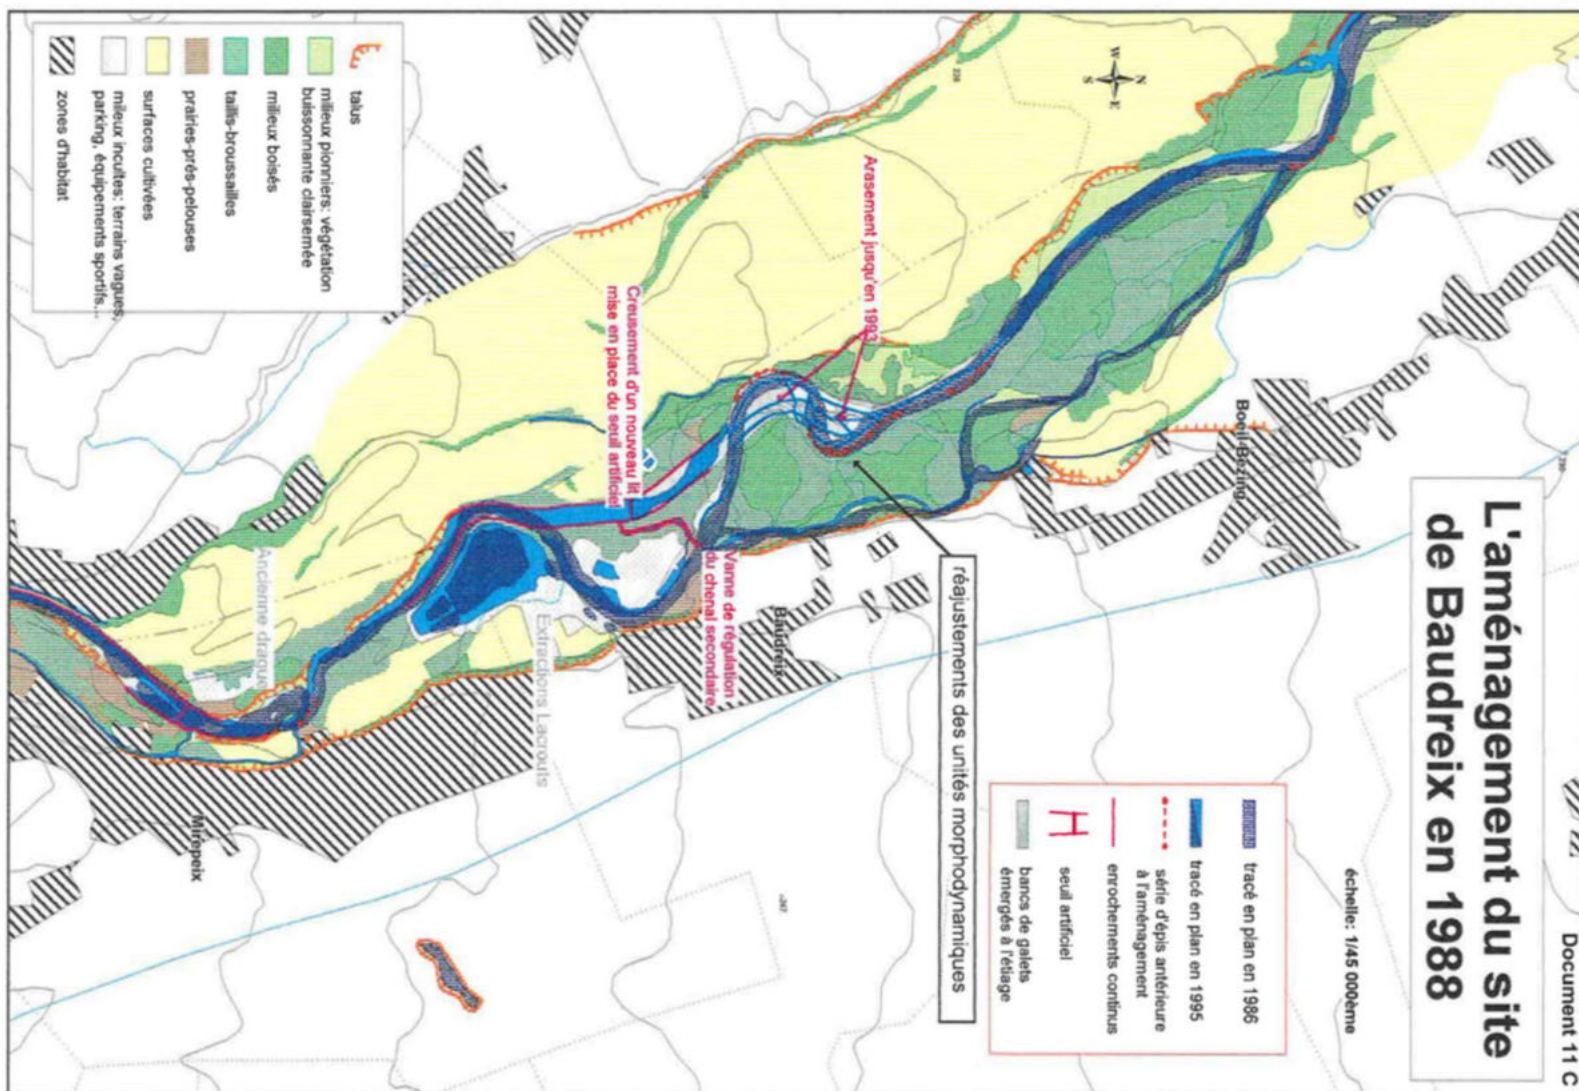 Document 11 C
L'aménagement du site
de Baudreix en 1988
échelle: 1/45 000ème
tracé en plan en 1986
tracé en plan en 1995
série d'épis antérieure
à l'aménagement
enrochements continus
seuil artificiel
bancs de galets
émergés à l'étiage
réajustements des unités morphodynamiques
Boeil-Bézing
Baudreix
Mirepeix
Arasement jusqu'en 1993
Creusement d'un nouveau lit
mise en place du seuil artificiel
Vanne de régulation
du chenal secondaire
Extractions Lacrouts
Ancienne drague
W
N
S
E
talus
milieux pionniers: végétation
buissonnante clairsemée
milieux boisés
taillis-broussailles
prairies-prés-pelouses
surfaces cultivées
milieux incultes: terrains vagues,
parking, équipements sportifs...
zones d'habitat